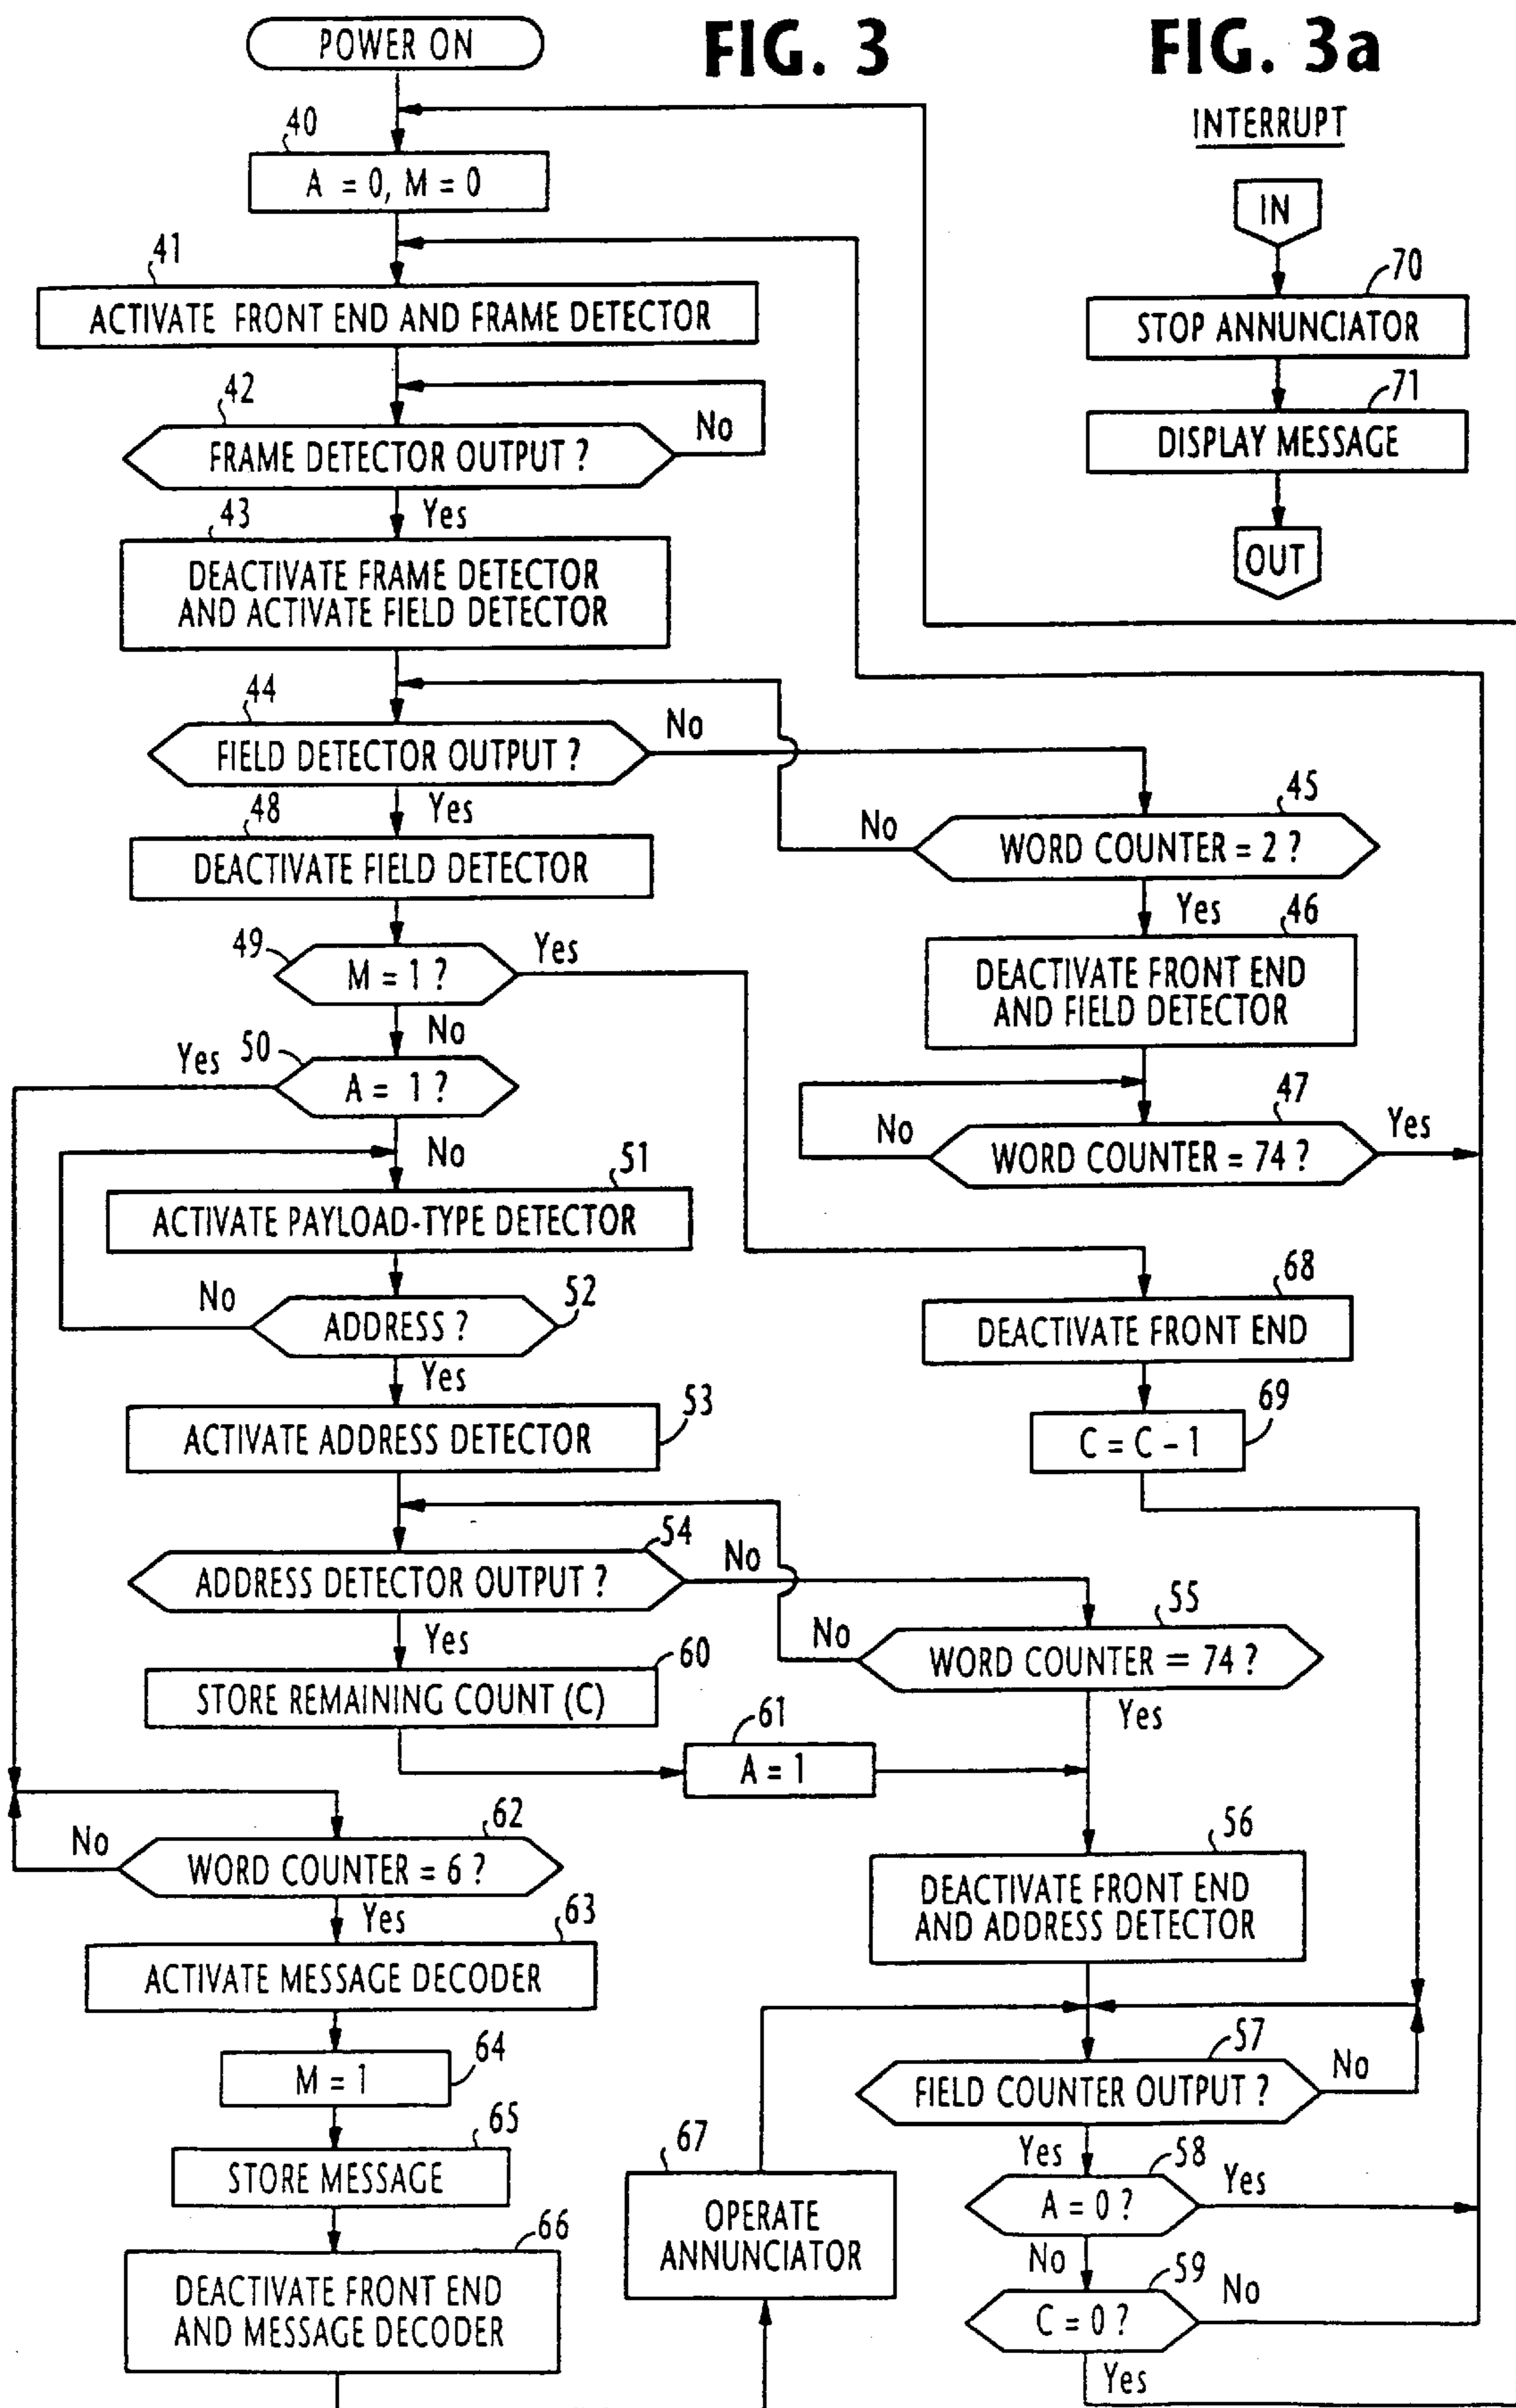 FIG. 3
FIG. 3a
POWER ON
40
A = 0, M = 0
41
ACTIVATE FRONT END AND FRAME DETECTOR
42
FRAME DETECTOR OUTPUT ?
No
Yes
43
DEACTIVATE FRAME DETECTOR
AND ACTIVATE FIELD DETECTOR
44
FIELD DETECTOR OUTPUT ?
No
Yes
48
DEACTIVATE FIELD DETECTOR
49
M = 1 ?
Yes
No
50
A = 1 ?
Yes
No
51
ACTIVATE PAYLOAD-TYPE DETECTOR
52
ADDRESS ?
No
Yes
53
ACTIVATE ADDRESS DETECTOR
54
ADDRESS DETECTOR OUTPUT ?
No
Yes
60
STORE REMAINING COUNT (C)
61
A = 1
62
WORD COUNTER = 6 ?
No
Yes
63
ACTIVATE MESSAGE DECODER
64
M = 1
65
STORE MESSAGE
66
DEACTIVATE FRONT END
AND MESSAGE DECODER
67
OPERATE
ANNUNCIATOR
INTERRUPT
IN
70
STOP ANNUNCIATOR
71
DISPLAY MESSAGE
OUT
45
WORD COUNTER = 2 ?
No
Yes
46
DEACTIVATE FRONT END
AND FIELD DETECTOR
47
WORD COUNTER = 74 ?
No
Yes
68
DEACTIVATE FRONT END
69
C = C - 1
55
WORD COUNTER = 74 ?
No
Yes
56
DEACTIVATE FRONT END
AND ADDRESS DETECTOR
57
FIELD COUNTER OUTPUT ?
No
Yes
58
A = 0 ?
Yes
No
59
C = 0 ?
No
Yes